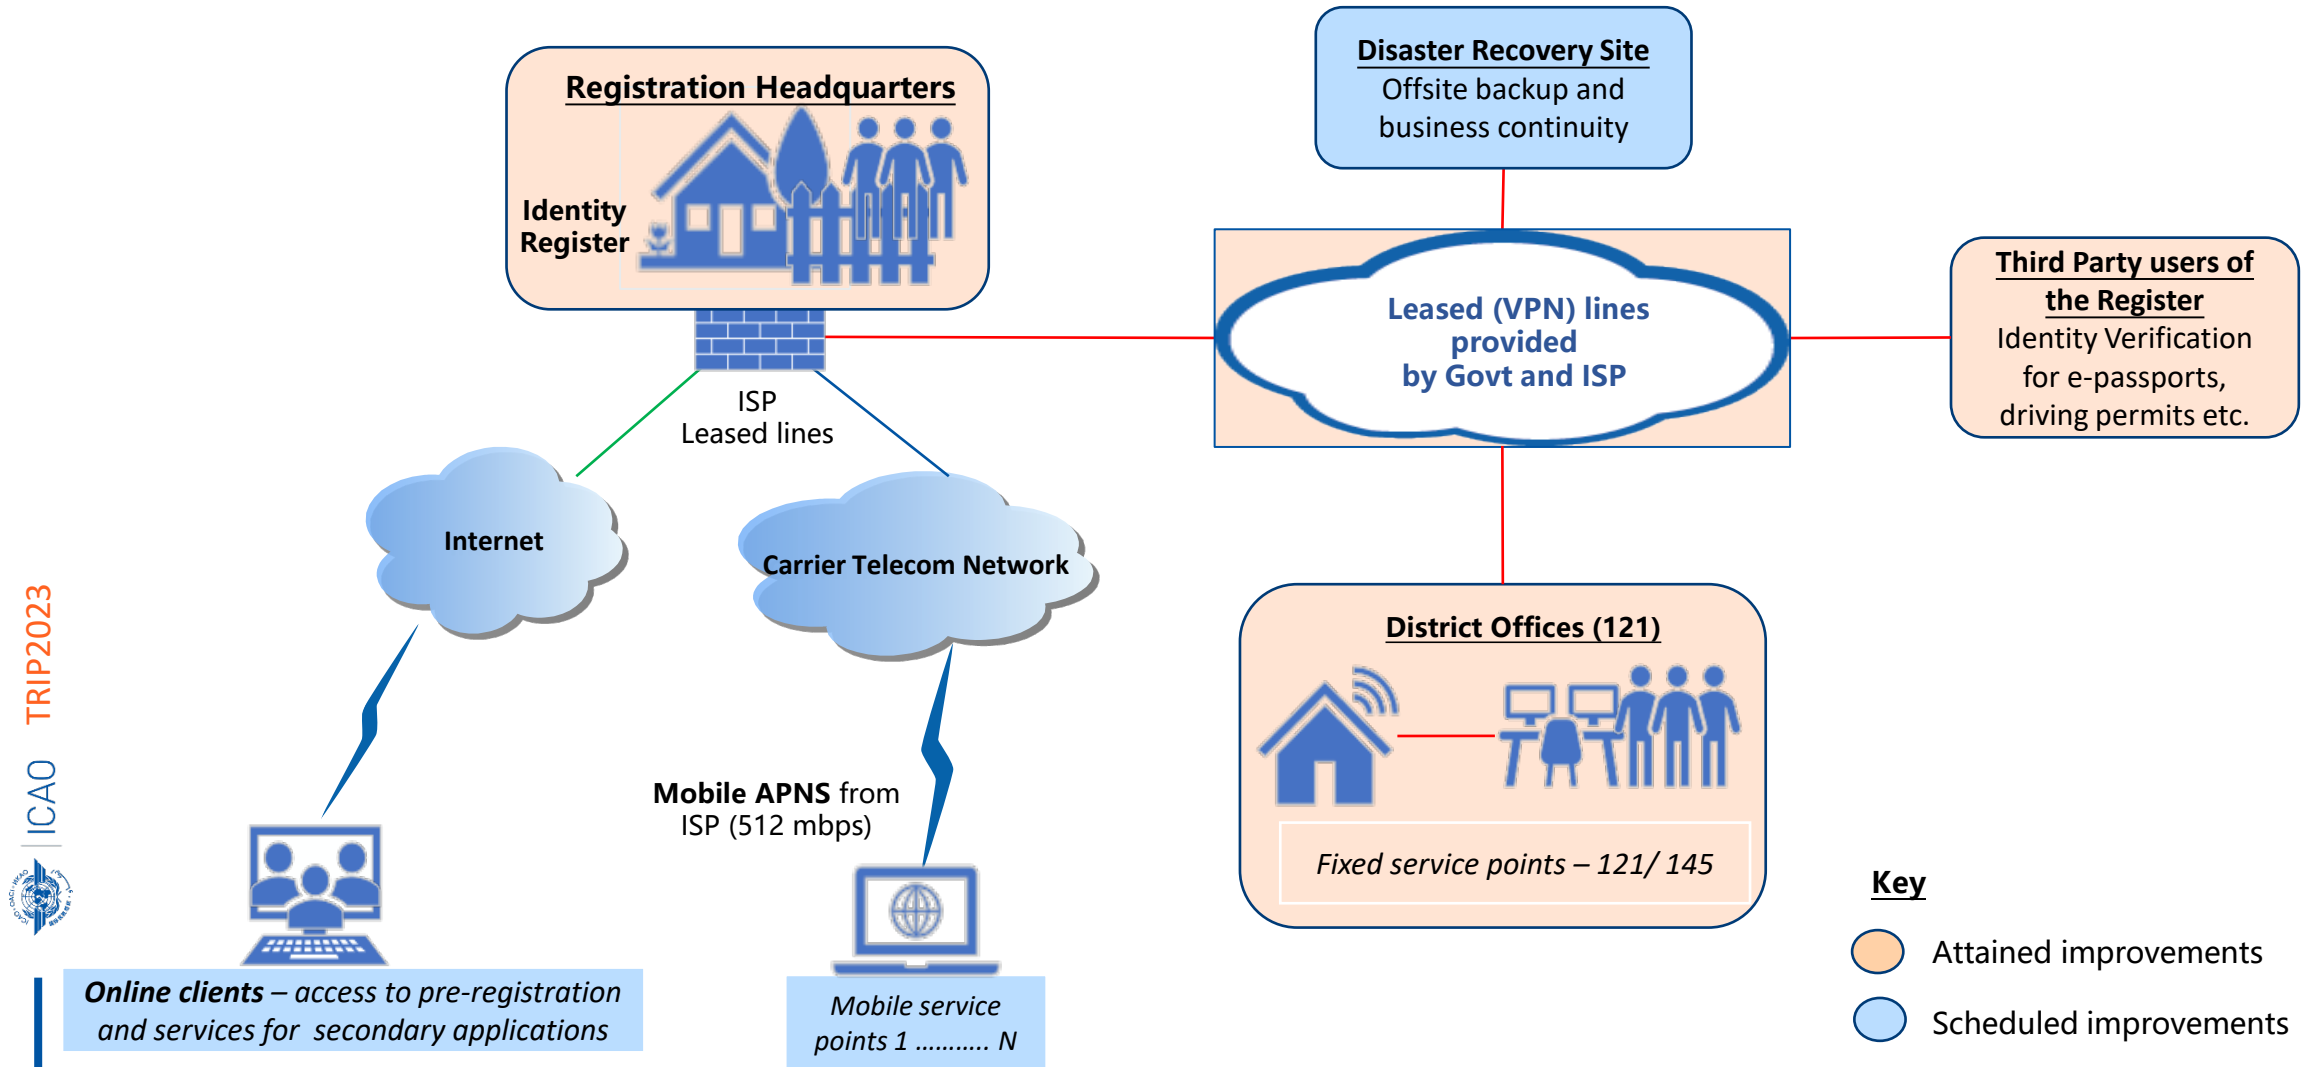 Registration Headquarters
Identity
Register
Disaster Recovery Site
Offsite backup and
business continuity
Leased (VPN) lines
provided
by Govt and ISP
Third Party users of
the Register
Identity Verification
for e-passports,
driving permits etc.
ISP
Leased lines
Internet
Carrier Telecom Network
Mobile APNS from
ISP (512 mbps)
District Offices (121)
Fixed service points – 121/ 145
Online clients – access to pre-registration
and services for secondary applications
Mobile service
points 1 ........... N
Key
Attained improvements
Scheduled improvements
ICAO TRIP2023